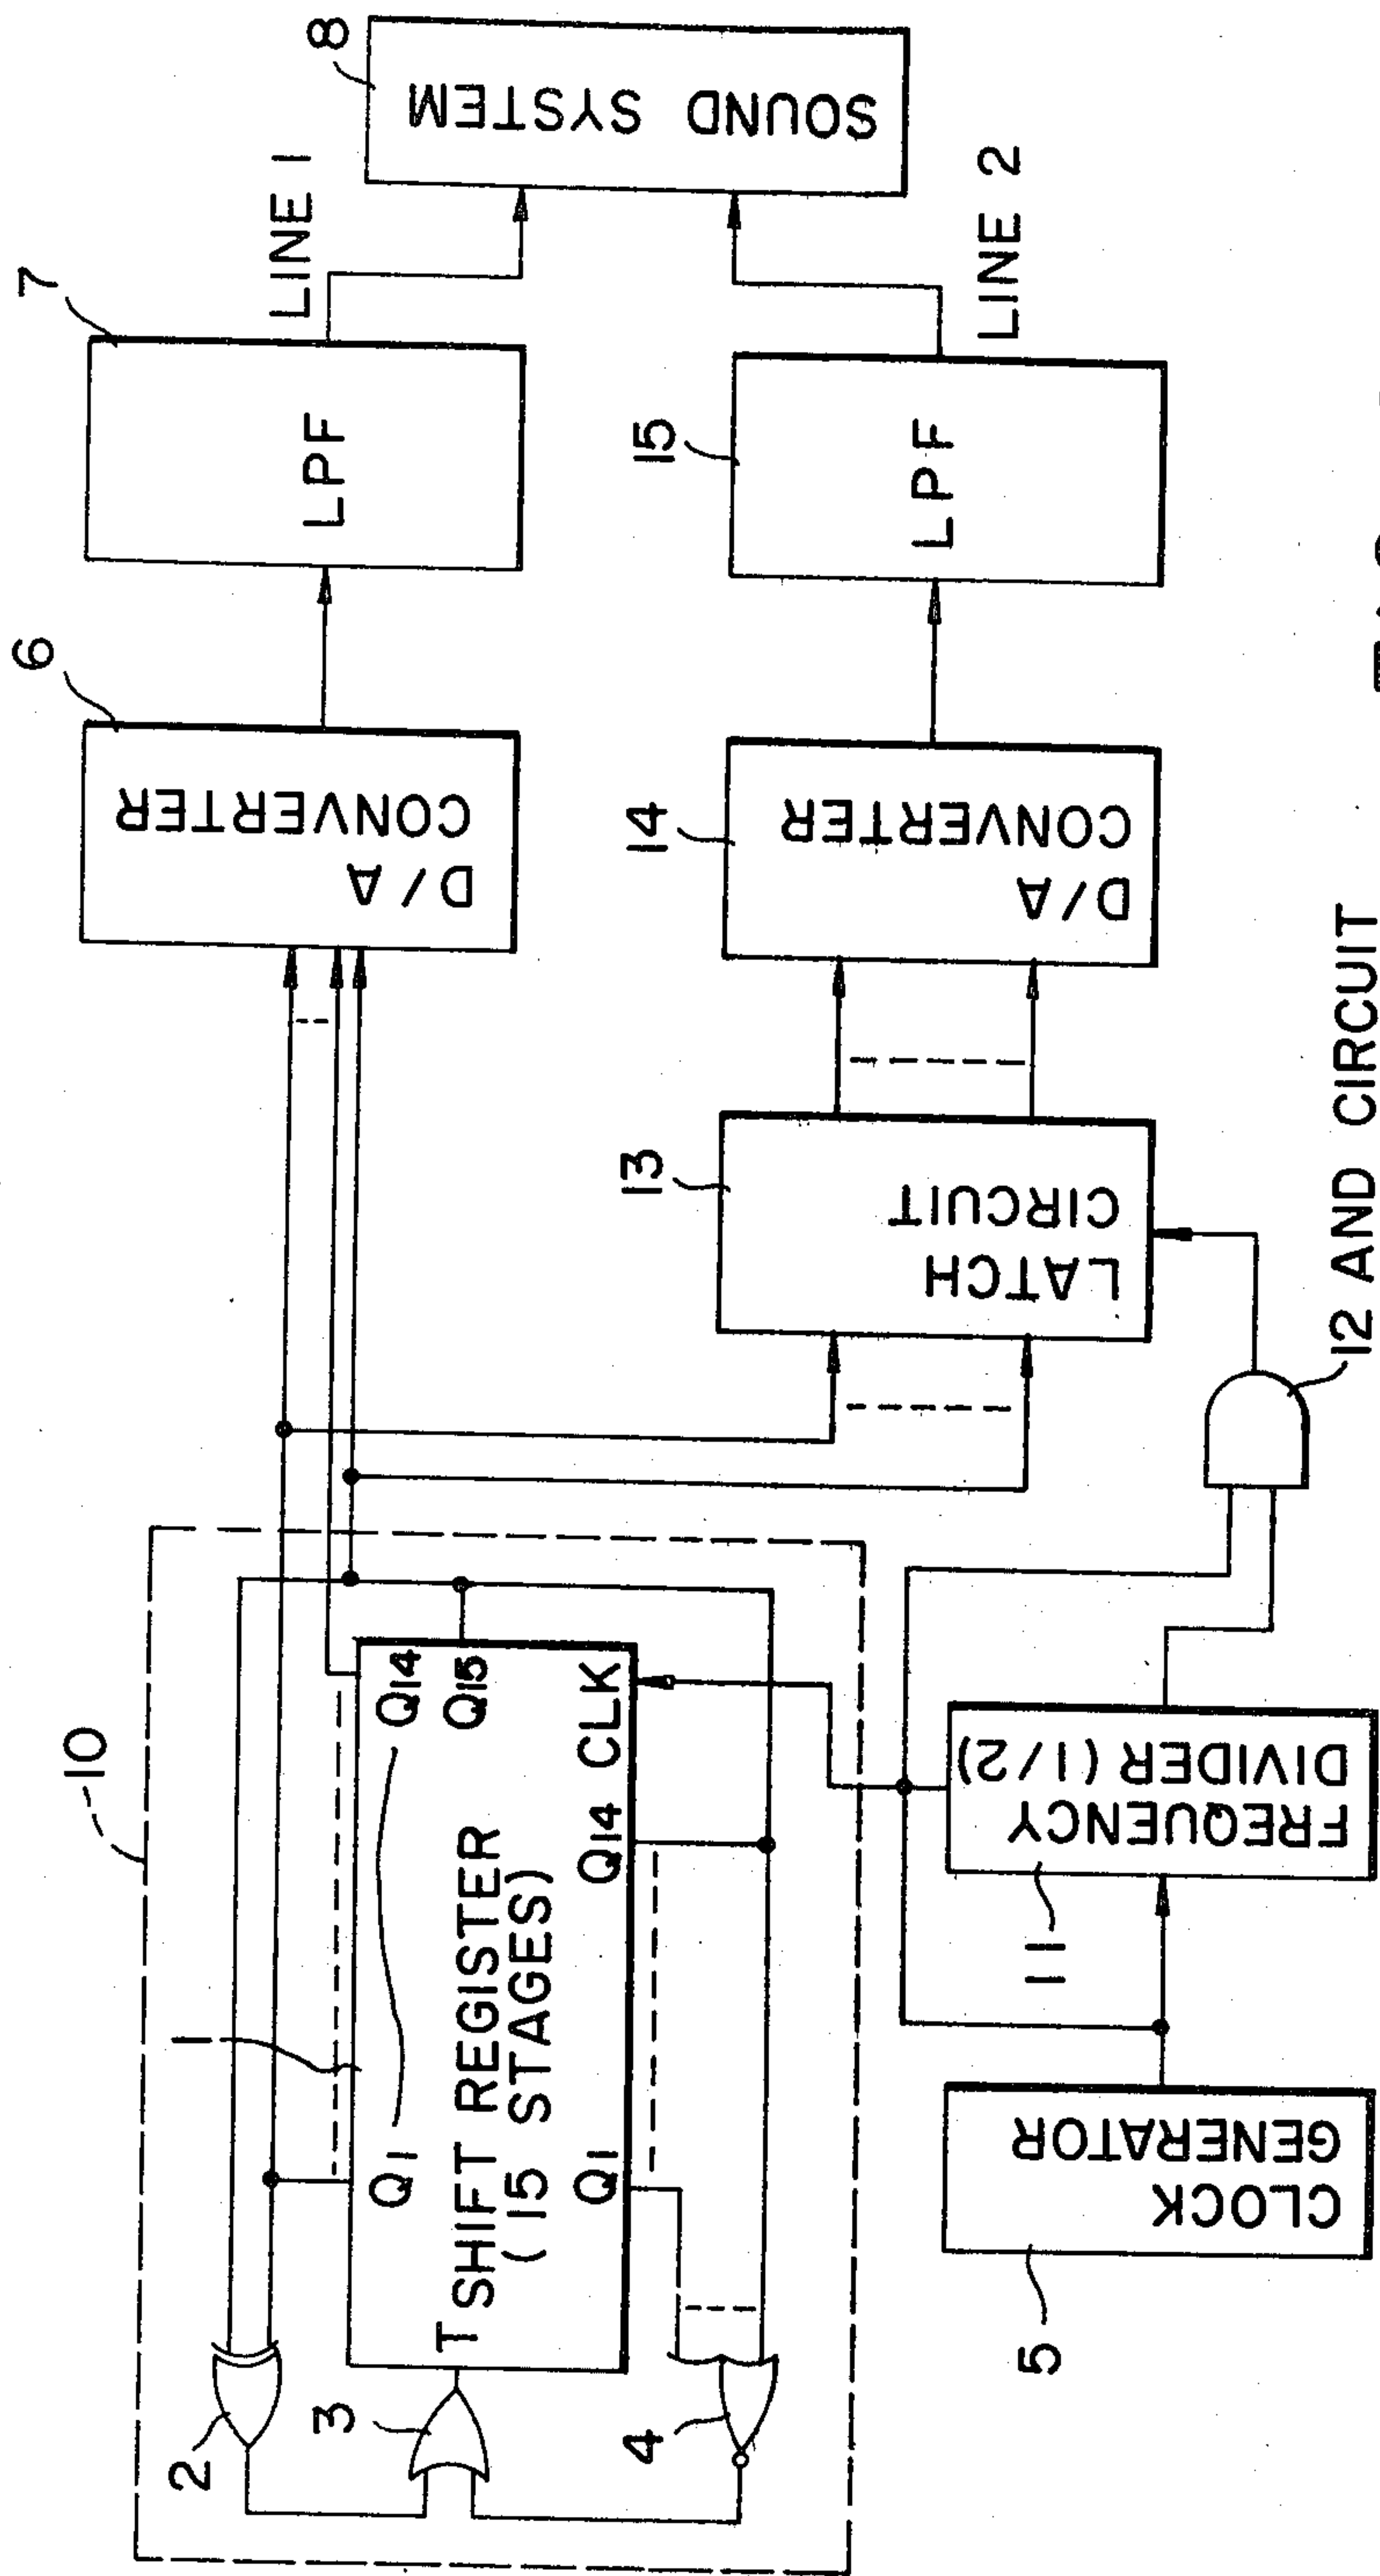 10
2
3
4
1
Q1
Q14
Q15
T
SHIFT REGISTER
(15 STAGES)
Q1
Q14
CLK
6
D/A
CONVERTER
7
LPF
LINE 1
8
SOUND SYSTEM
13
LATCH
CIRCUIT
14
D/A
CONVERTER
15
LPF
LINE 2
5
CLOCK
GENERATOR
11
FREQUENCY
DIVIDER (1/2)
12 AND CIRCUIT